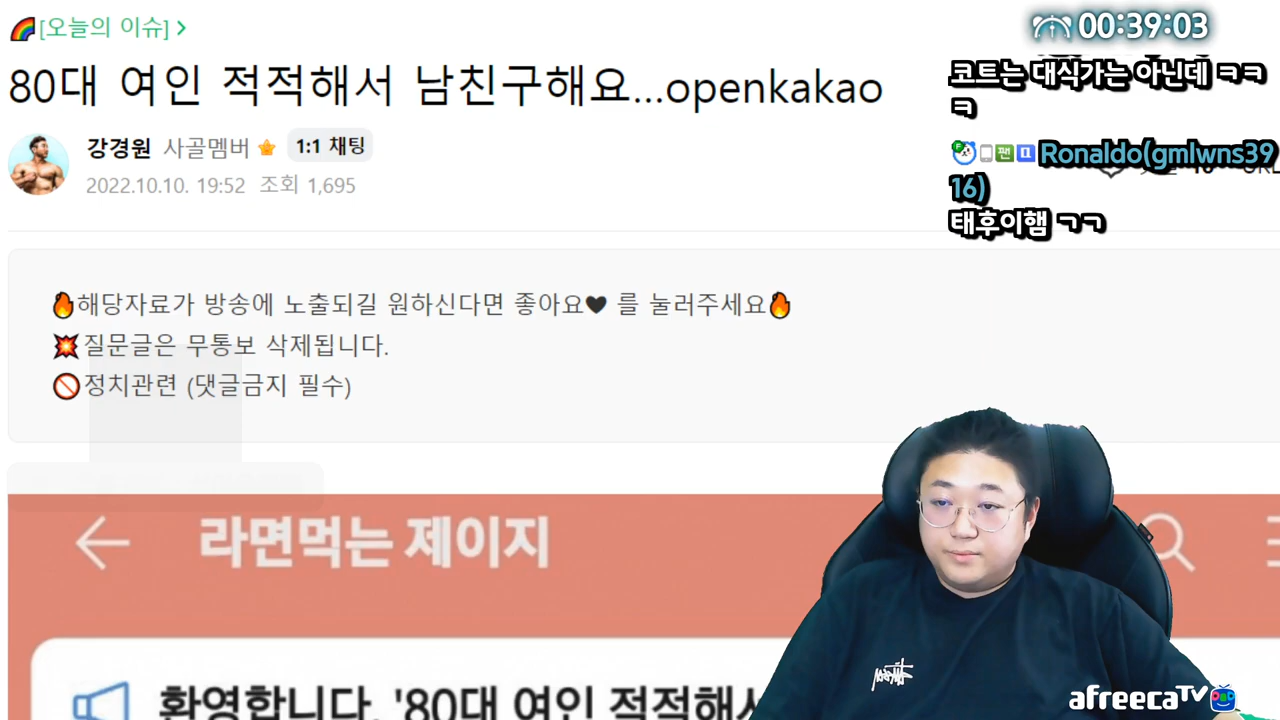 [오늘의 이슈] >
80대 여인 적적해서 남친구해요...openkakao
강경원 사골멤버 1:1 채팅
2022.10.10. 19:52 조회 1,695
해당자료가 방송에 노출되길 원하신다면 좋아요🖤 를 눌러주세요
질문글은 무통보 삭제됩니다.
정치관련 (댓글금지 필수)
라면먹는 제이지
환영합니다. '80대 여인 적적해서
00:39:03
코트는 대식가는 아닌데 ㅋㅋ
ㅋ
팬 Ronaldo(gmlwns39
16)
태후이햄 ㄱㄱ
afreecaTV